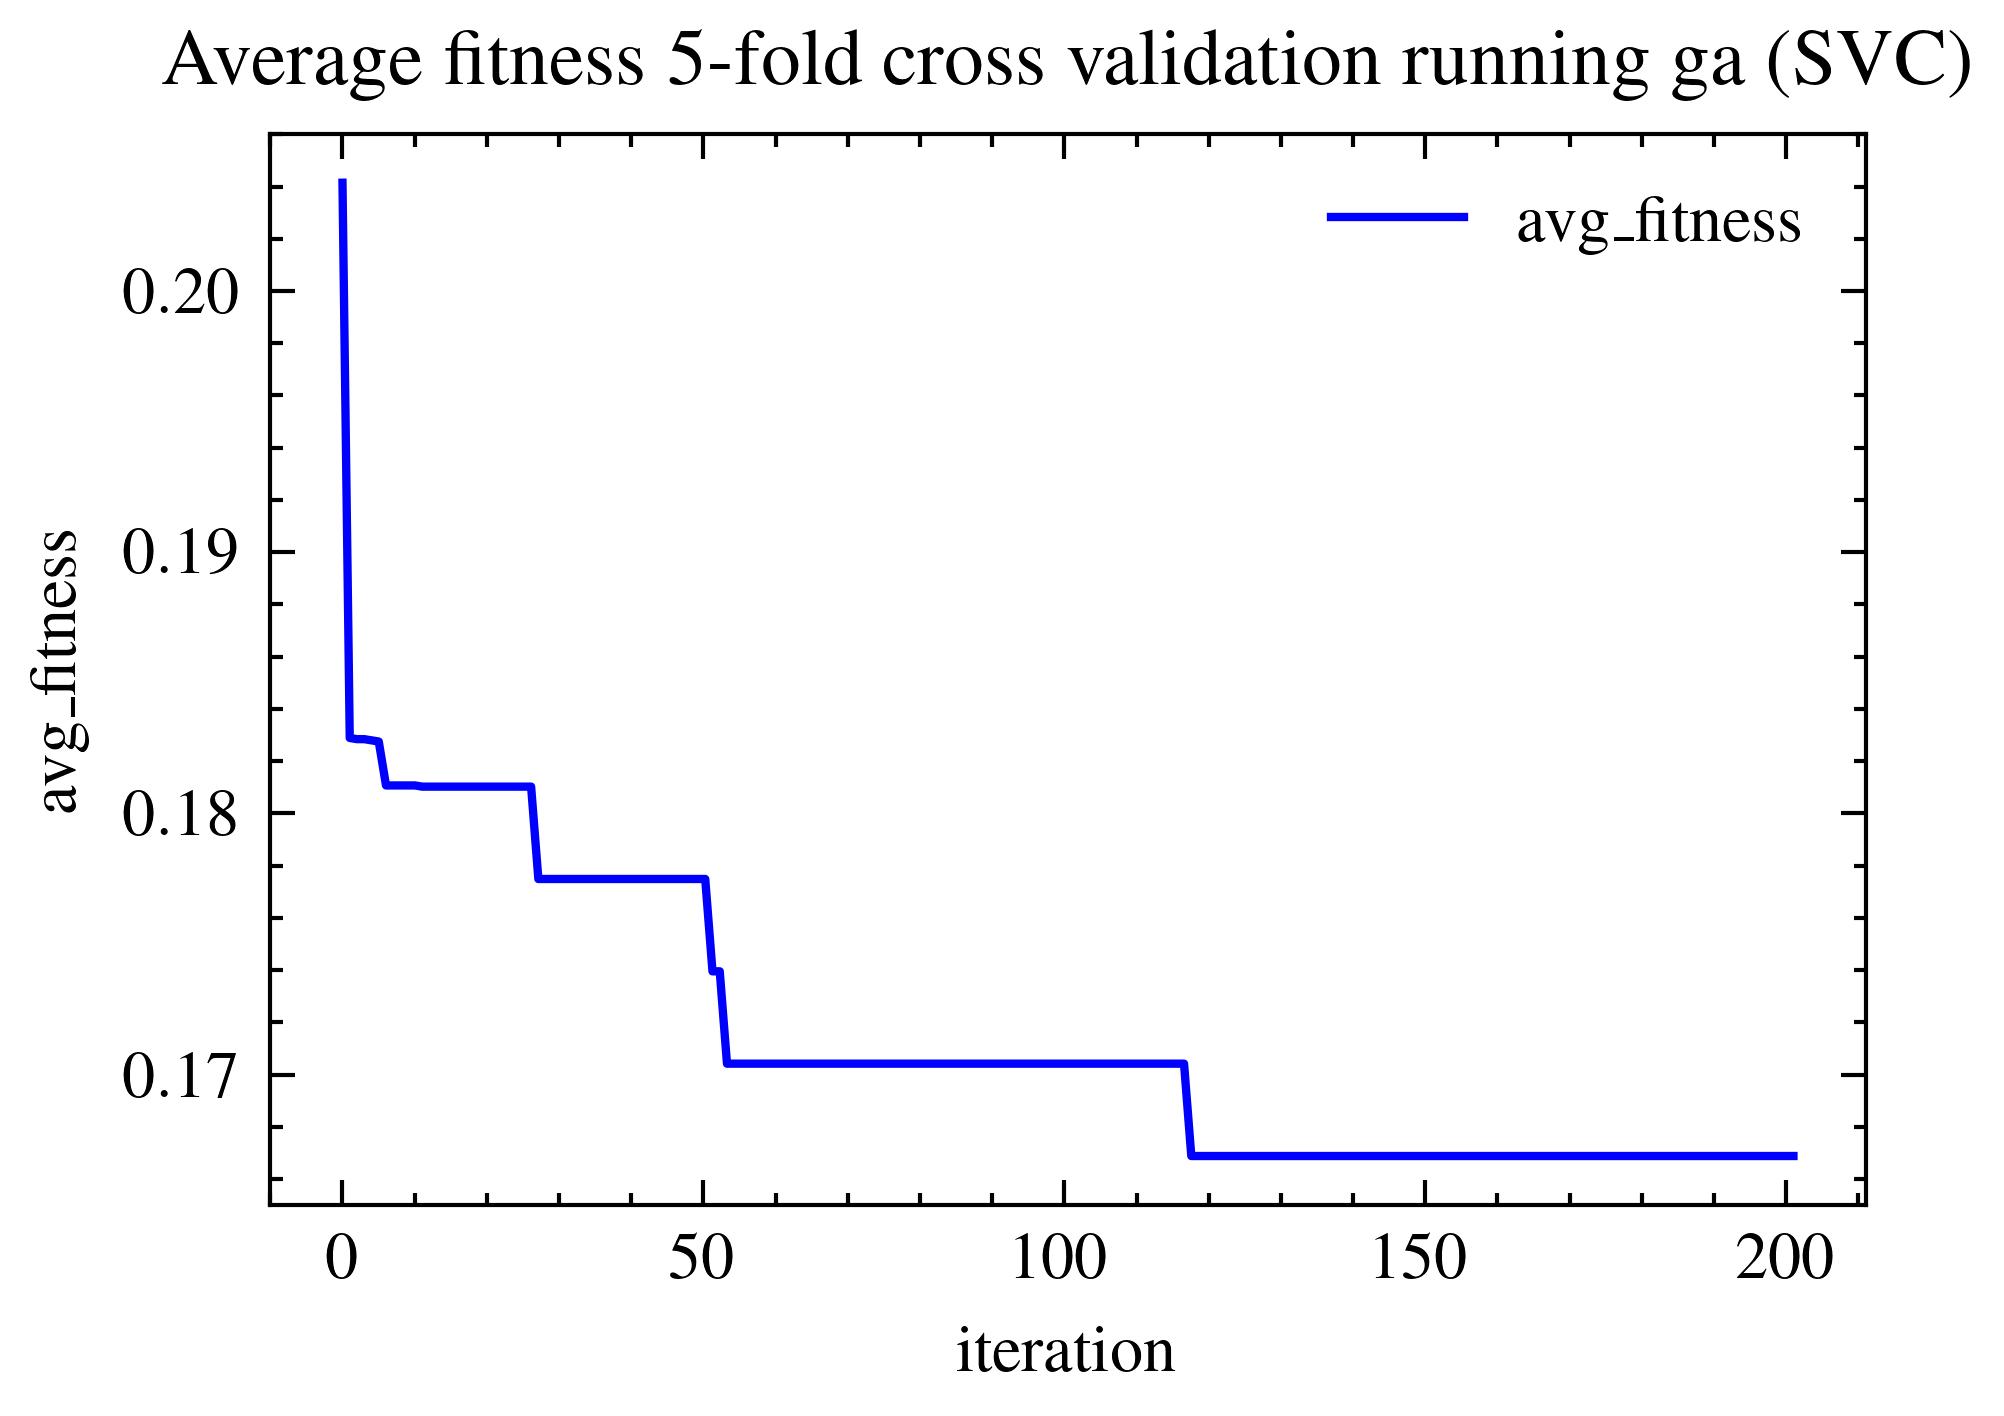 Average fitness 5-fold cross validation running ga (SVC)
avg_fitness
0.20
0.19
0.18
0.17
avg_fitness
0 50 100 150 200
iteration